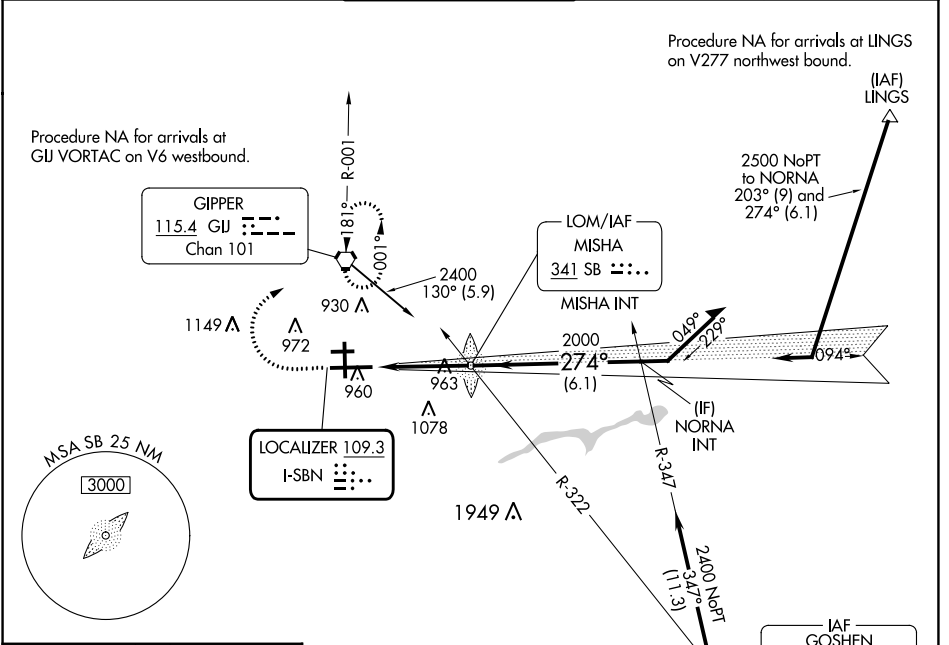 Procedure NA for arrivals at LINGS
on V277 northwest bound.
(IAF)
LINGS
Procedure NA for arrivals at
GIJ VORTAC on V6 westbound.
R-001
181°
001°
2500 NoPT
to NORNA
203° (9) and
274° (6.1)
GIPPER
115.4 GIJ
Chan 101
LOM/IAF
MISHA
341 SB
MISHA INT
2400
130° (5.9)
930
1149
972
049°
229°
2000
274°
(6.1)
094°
960
963
1078
(IF)
NORNA
INT
LOCALIZER 109.3
I-SBN
R-347
R-322
MSA SB 25 NM
3000
1949
2400 NoPT
347°
(11.3)
IAF
GOSHEN